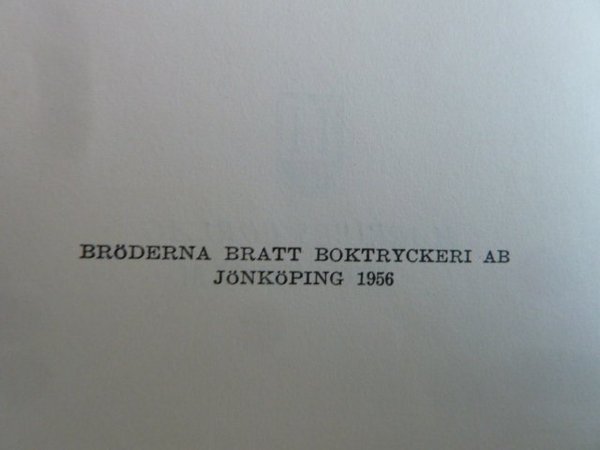 BRÖDERNA BRATT BOKTRYCKERI AB
JÖNKÖPING 1956